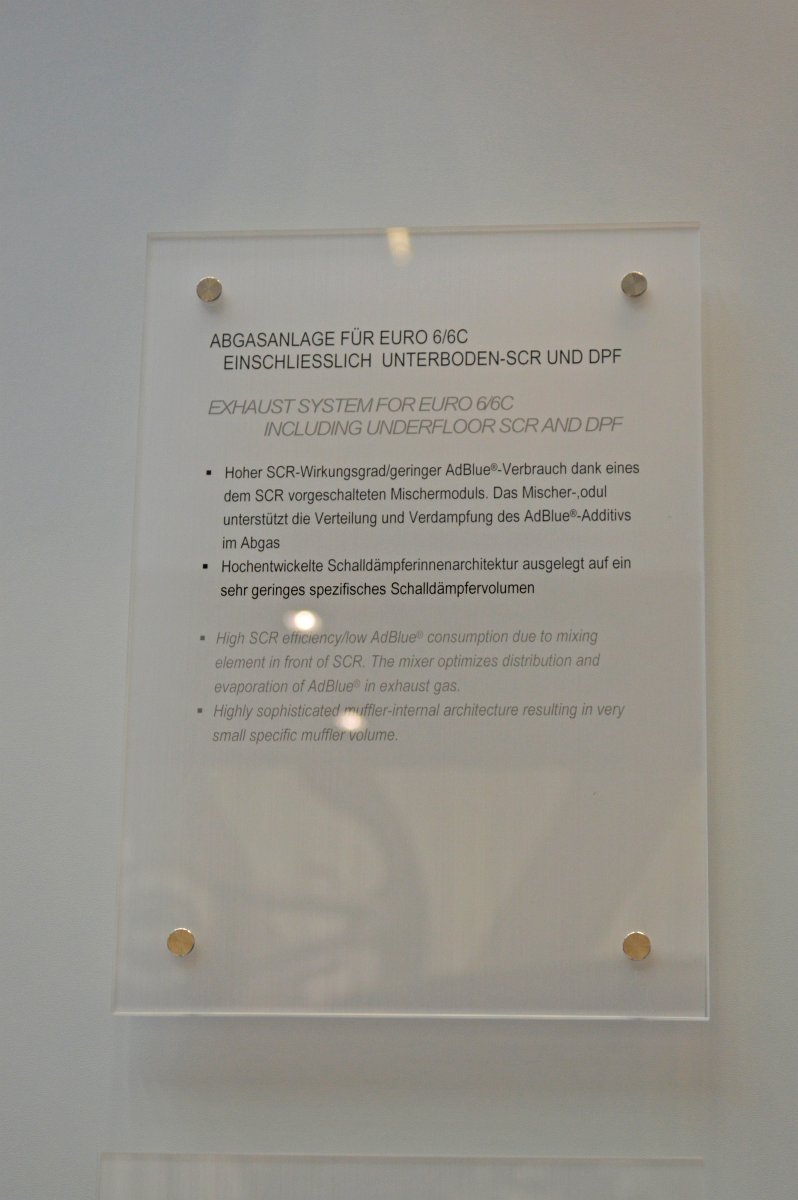 ABGASANLAGE FÜR EURO 6/6C
EINSCHLIESSLICH UNTERBODEN-SCR UND DPF
EXHAUST SYSTEM FOR EURO 6/6C
INCLUDING UNDERFLOOR SCR AND DPF
▪ Hoher SCR-Wirkungsgrad/geringer AdBlue®-Verbrauch dank eines
dem SCR vorgeschalteten Mischermoduls. Das Mischer-,odul
unterstützt die Verteilung und Verdampfung des AdBlue®-Additivs
im Abgas
▪ Hochentwickelte Schalldämpferinnenarchitektur ausgelegt auf ein
sehr geringes spezifisches Schalldämpfervolumen
▪ High SCR efficiency/low AdBlue® consumption due to mixing
element in front of SCR. The mixer optimizes distribution and
evaporation of AdBlue® in exhaust gas.
▪ Highly sophisticated muffler-internal architecture resulting in very
small specific muffler volume.